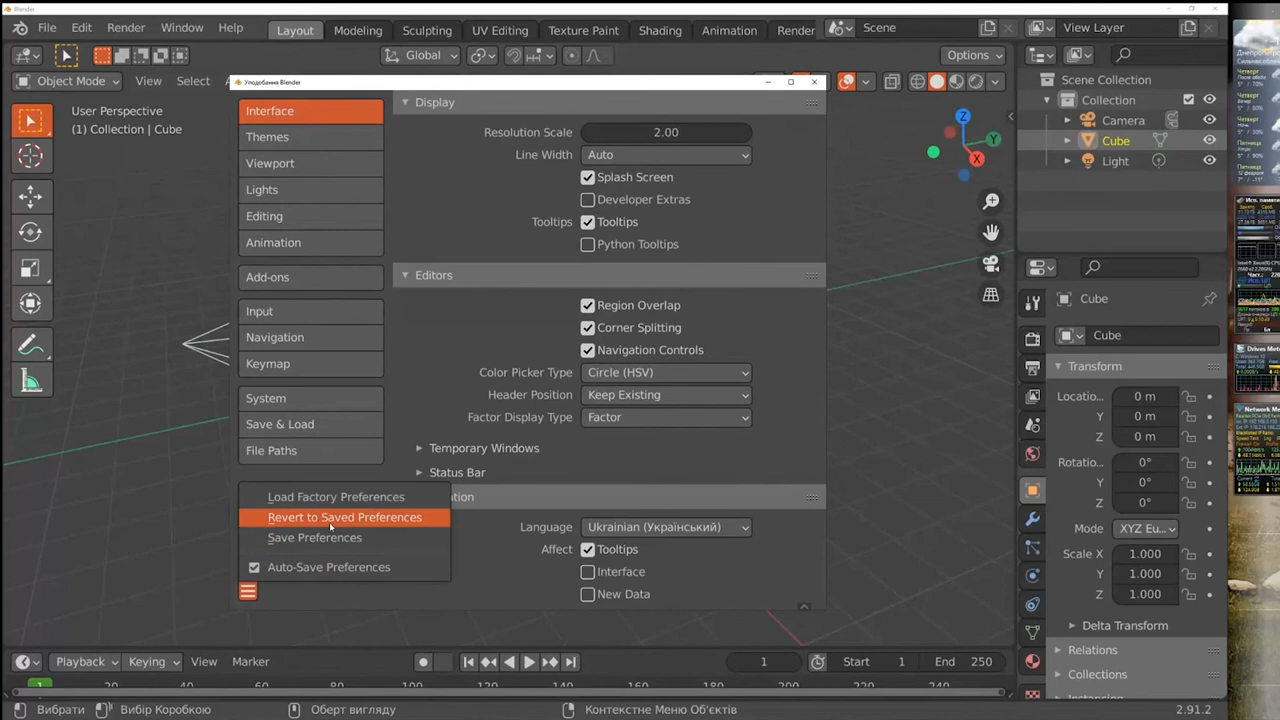 File Edit Render Window Help Layout Modeling Sculpting UV Editing Texture Paint Shading Animation Render Scene View Layer
Global Options
Object Mode View Select
Уподобання Blender
User Perspective
(1) Collection | Cube
Interface
Themes
Viewport
Lights
Editing
Animation
Add-ons
Input
Navigation
Keymap
System
Save & Load
File Paths
Load Factory Preferences
Revert to Saved Preferences
Save Preferences
Auto-Save Preferences
Display
Resolution Scale 2.00
Line Width Auto
Splash Screen
Developer Extras
Tooltips Tooltips
Python Tooltips
Editors
Region Overlap
Corner Splitting
Navigation Controls
Color Picker Type Circle (HSV)
Header Position Keep Existing
Factor Display Type Factor
Temporary Windows
Status Bar
Language Ukrainian (Український)
Affect Tooltips
Interface
New Data
Z
Y
X
Scene Collection
Collection
Camera
Cube
Light
Cube
Cube
Transform
Locatio... 0 m
Y 0 m
Z 0 m
Rotatio... 0°
Y 0°
Z 0°
Mode XYZ Eu...
Scale X 1.000
Y 1.000
Z 1.000
Delta Transform
Relations
Collections
Playback Keying View Marker 1 Start 1 End 250
1 20 40 60 80 100 120 140 160 180 200 220 240
Вибрати Вибір Коробкою Оберт вигляду Контекстне Меню Об'єктів 2.91.2